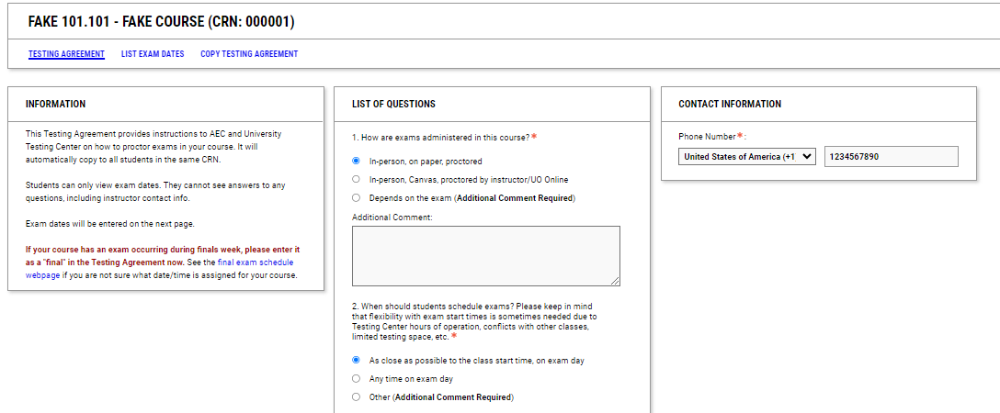 FAKE 101.101 - FAKE COURSE (CRN: 000001)
TESTING AGREEMENT LIST EXAM DATES COPY TESTING AGREEMENT
INFORMATION
This Testing Agreement provides instructions to AEC and University
Testing Center on how to proctor exams in your course. It will
automatically copy to all students in the same CRN.
Students can only view exam dates. They cannot see answers to any
questions, including instructor contact info.
Exam dates will be entered on the next page.
If your course has an exam occurring during finals week, please enter it
as a "final" in the Testing Agreement now. See the final exam schedule
webpage if you are not sure what date/time is assigned for your course.
LIST OF QUESTIONS
1. How are exams administered in this course? *
In-person, on paper, proctored
In-person, Canvas, proctored by instructor/UO Online
Depends on the exam (Additional Comment Required)
Additional Comment:
2. When should students schedule exams? Please keep in mind
that flexibility with exam start times is sometimes needed due to
Testing Center hours of operation, conflicts with other classes,
limited testing space, etc. *
As close as possible to the class start time, on exam day
Any time on exam day
Other (Additional Comment Required)
CONTACT INFORMATION
Phone Number * :
United States of America (+1 1234567890